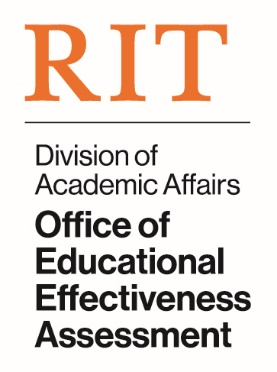 RIT
Division of
Academic Affairs
Office of
Educational
Effectiveness
Assessment